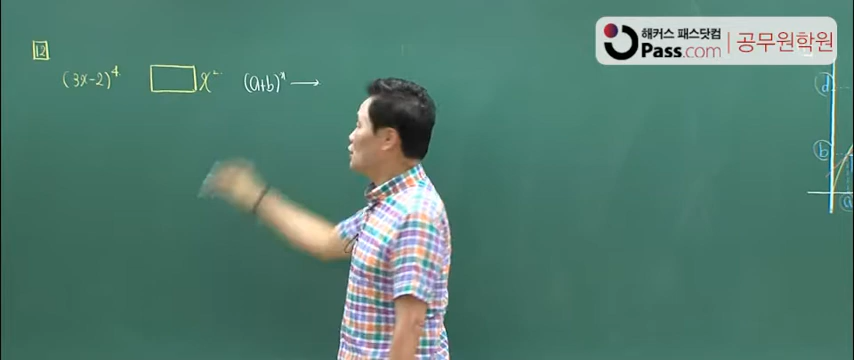 12
(3x-2)⁴ □x² (a+b)ⁿ →
해커스 패스닷컴
Pass.com
공무원학원
d
b
a